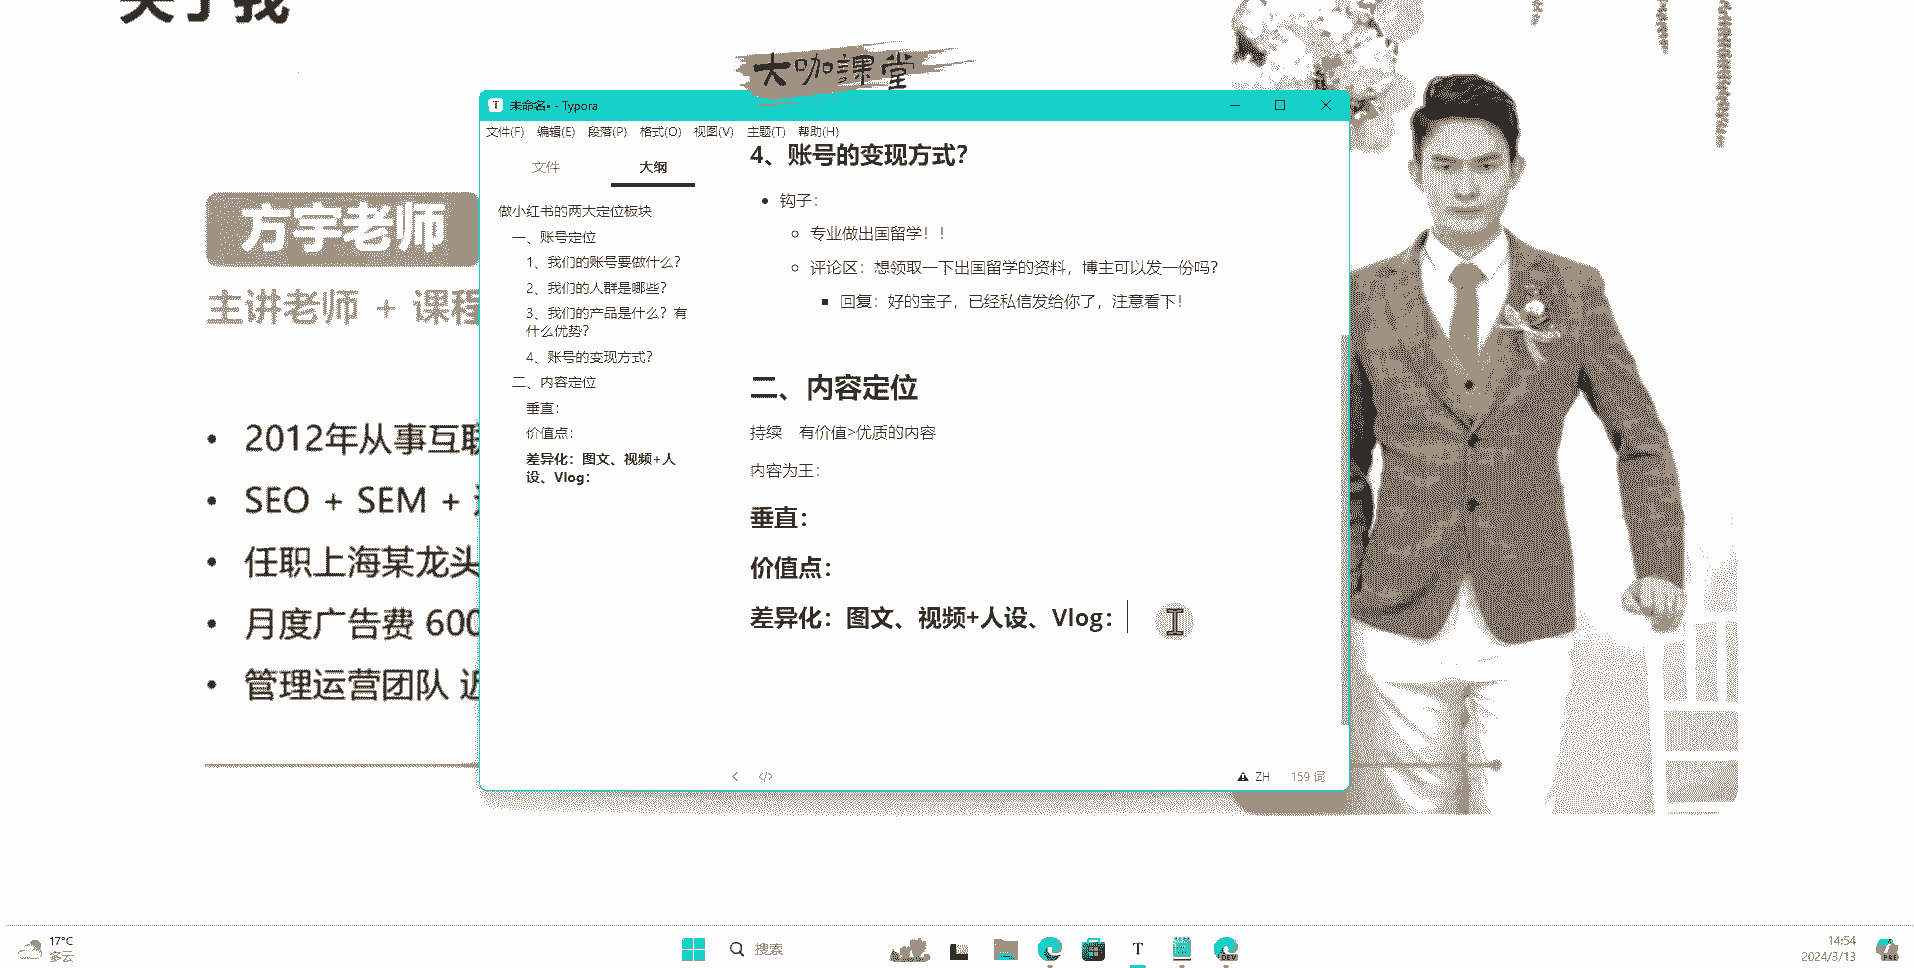 关于我
大咖課堂
方宇老师
主讲老师 + 课程
2012年从事互联
SEO + SEM +
任职上海某龙头
月度广告费 600
管理运营团队 近
未命名• - Typora
文件(F) 编辑(E) 段落(P) 格式(O) 视图(V) 主题(T) 帮助(H)
文件 大纲
做小红书的两大定位板块
一、账号定位
1、我们的账号要做什么?
2、我们的人群是哪些?
3、我们的产品是什么? 有
什么优势?
4、账号的变现方式?
二、内容定位
垂直:
价值点:
差异化: 图文、视频+人
设、Vlog:
4、账号的变现方式?
钩子:
专业做出国留学! !
评论区: 想领取一下出国留学的资料, 博主可以发一份吗?
回复: 好的宝子, 已经私信发给你了, 注意看下!
二、内容定位
持续 有价值>优质的内容
内容为王:
垂直:
价值点:
差异化: 图文、视频+人设、Vlog:
</> ZH 159 词
17°C
多云
搜索
T
DEV
14:54
2024/3/13
PRE